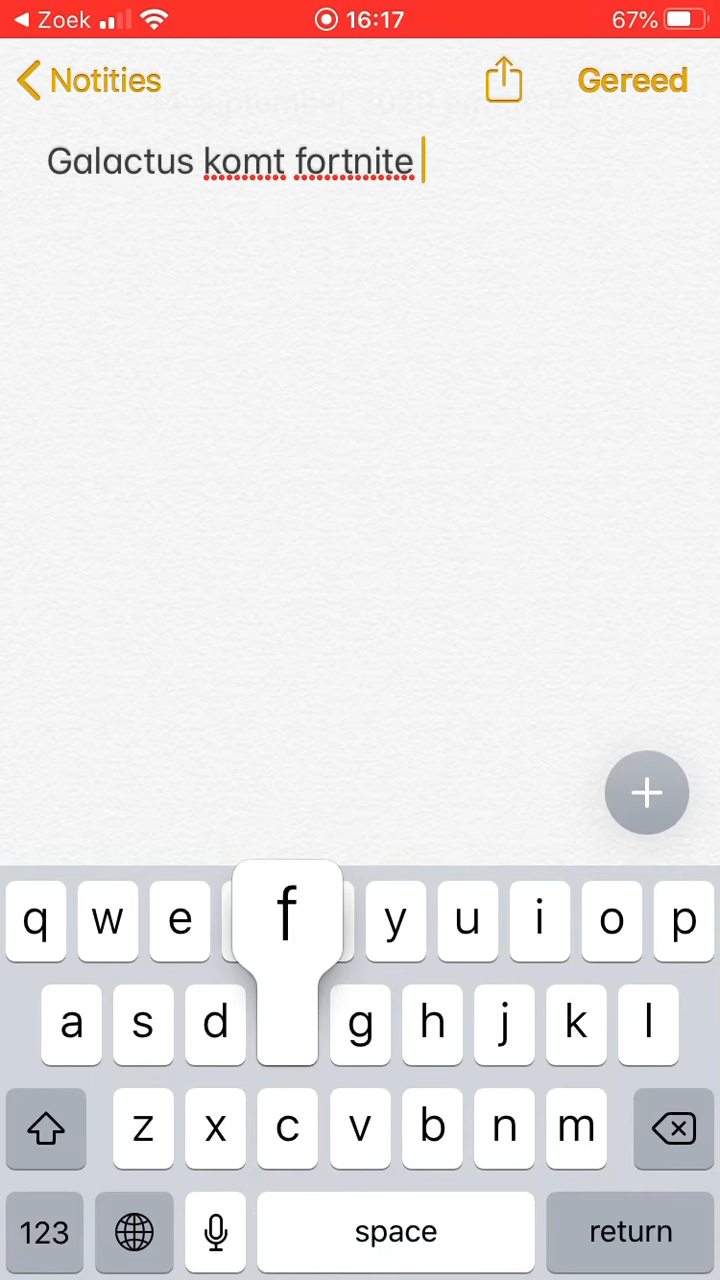 Zoek 16:17 67%
Notities Gereed
Galactus komt fortnite
f
q w e y u i o p
a s d g h j k l
z x c v b n m
123 space return